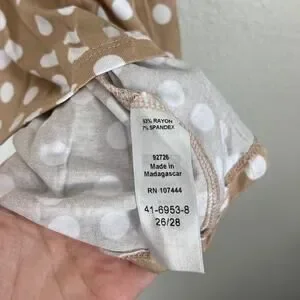 93% RAYON
7% SPANDEX
92726
Made in
Madagascar
RN 107444
41-6953-8
26/28